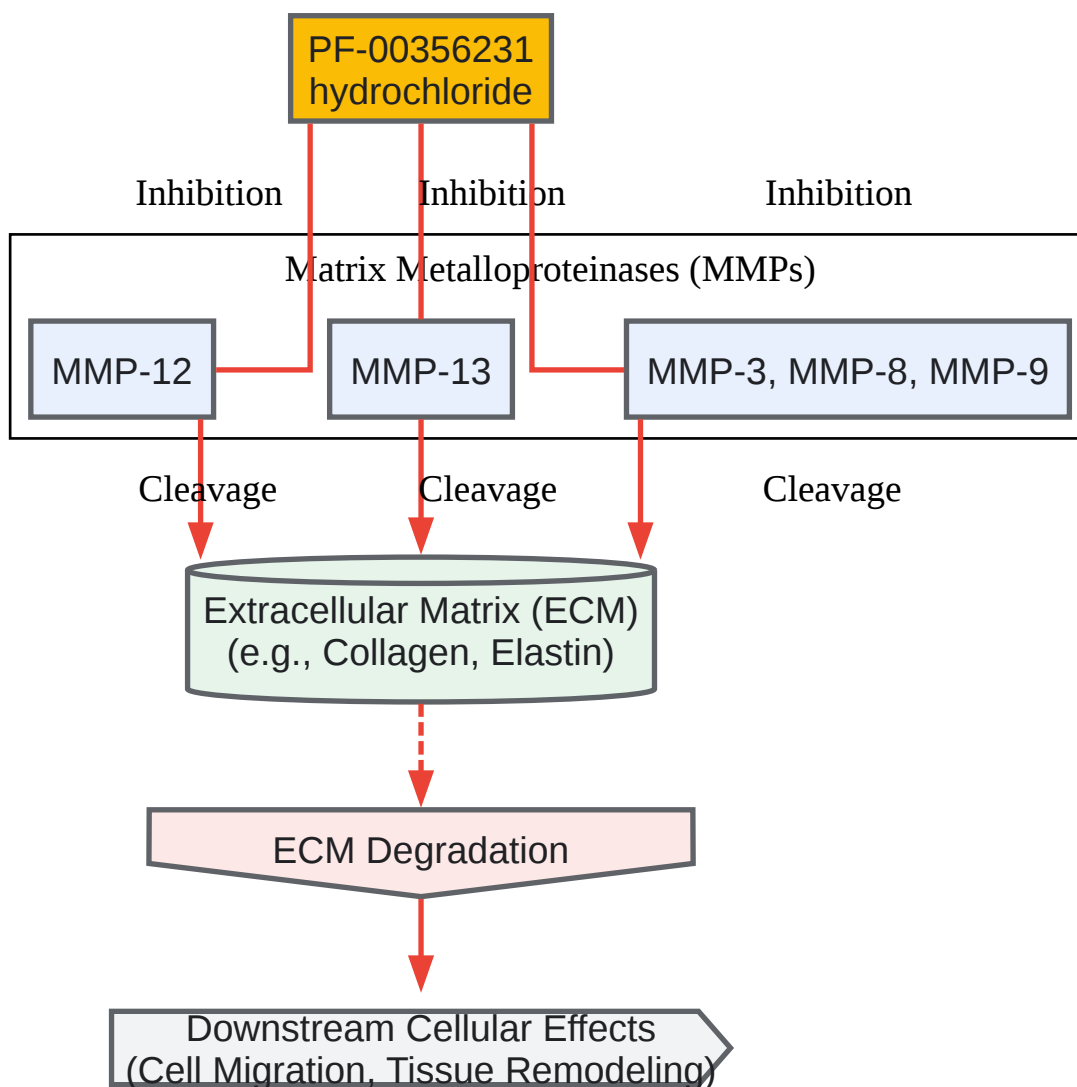 PF-00356231
hydrochloride
Inhibition
Inhibition
Inhibition
Matrix Metalloproteinases (MMPs)
MMP-12
MMP-13
MMP-3, MMP-8, MMP-9
Cleavage
Cleavage
Cleavage
Extracellular Matrix (ECM)
(e.g., Collagen, Elastin)
ECM Degradation
Downstream Cellular Effects
(Cell Migration, Tissue Remodeling)